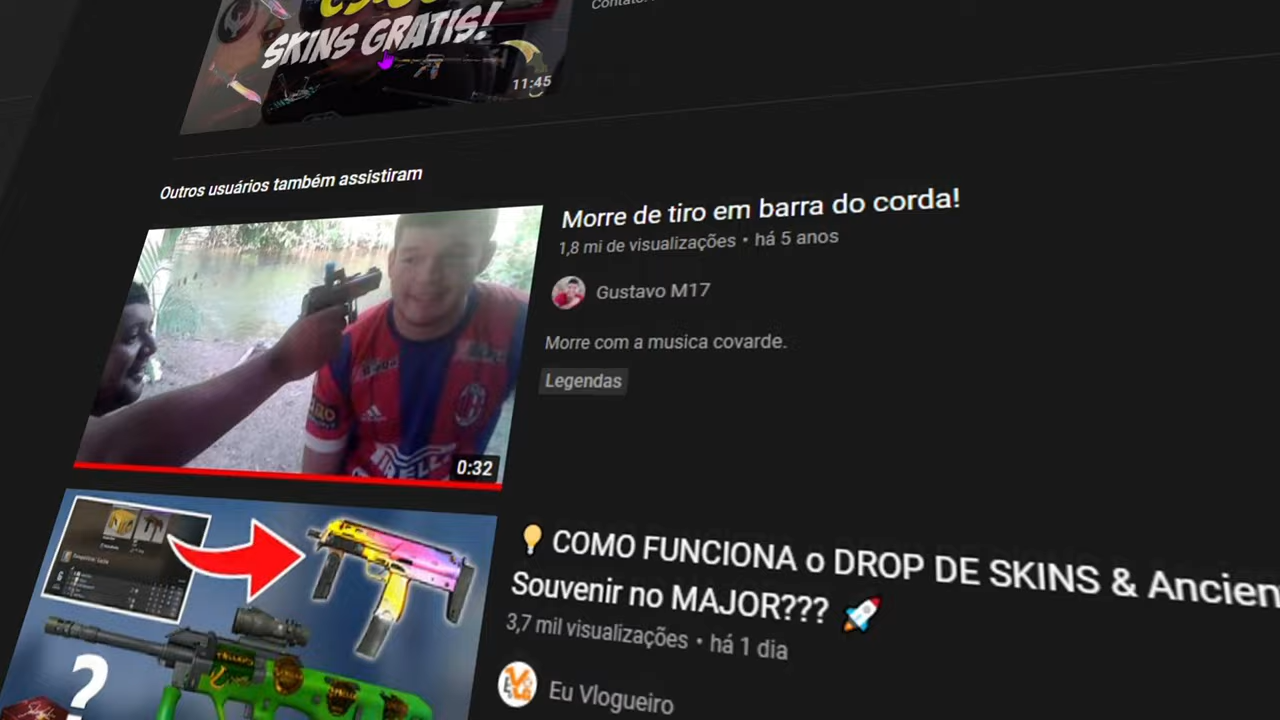 SKINS GRATIS!
11:45
Outros usuários também assistiram
Morre de tiro em barra do corda!
1,8 mi de visualizações • há 5 anos
Gustavo M17
Morre com a musica covarde.
Legendas
0:32
💡 COMO FUNCIONA o DROP DE SKINS & Ancien
Souvenir no MAJOR??? 🚀
3,7 mil visualizações • há 1 dia
Eu Vlogueiro
?